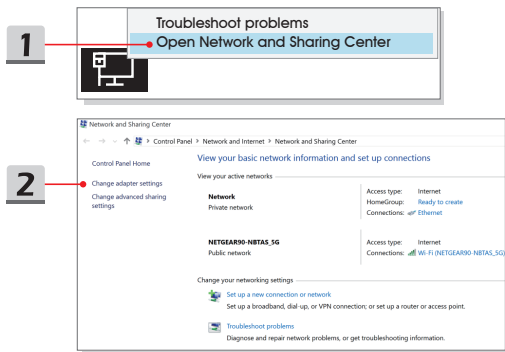 Troubleshoot problems
1
Open Network and Sharing Center
Network and Sharing Center
Control Panel > Network and Internet > Network and Sharing Center
Control Panel Home
View your basic network information and set up connections
View your active networks
2
Change adapter settings
Change advanced sharing
settings
Network
Private network
Access type: Internet
HomeGroup: Ready to create
Connections: Ethernet
NETGEAR90-NBTAS_5G
Public network
Access type: Internet
Connections: Wi-Fi (NETGEAR90-NBTAS_5G)
Change your networking settings
Set up a new connection or network
Set up a broadband, dial-up, or VPN connection; or set up a router or access point.
Troubleshoot problems
Diagnose and repair network problems, or get troubleshooting information.